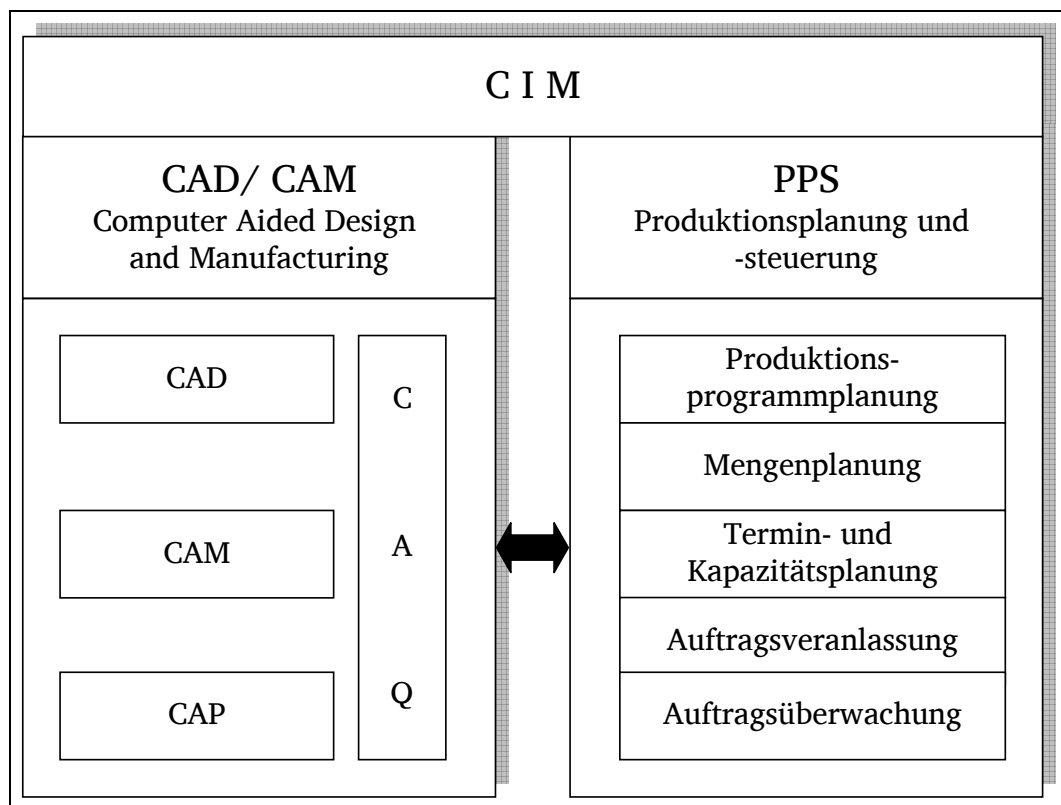 C I M
CAD/ CAM
Computer Aided Design
and Manufacturing
CAD
CAM
CAP
C
A
Q
PPS
Produktionsplanung und
-steuerung
Produktions-
programmplanung
Mengenplanung
Termin- und
Kapazitätsplanung
Auftragsveranlassung
Auftragsüberwachung